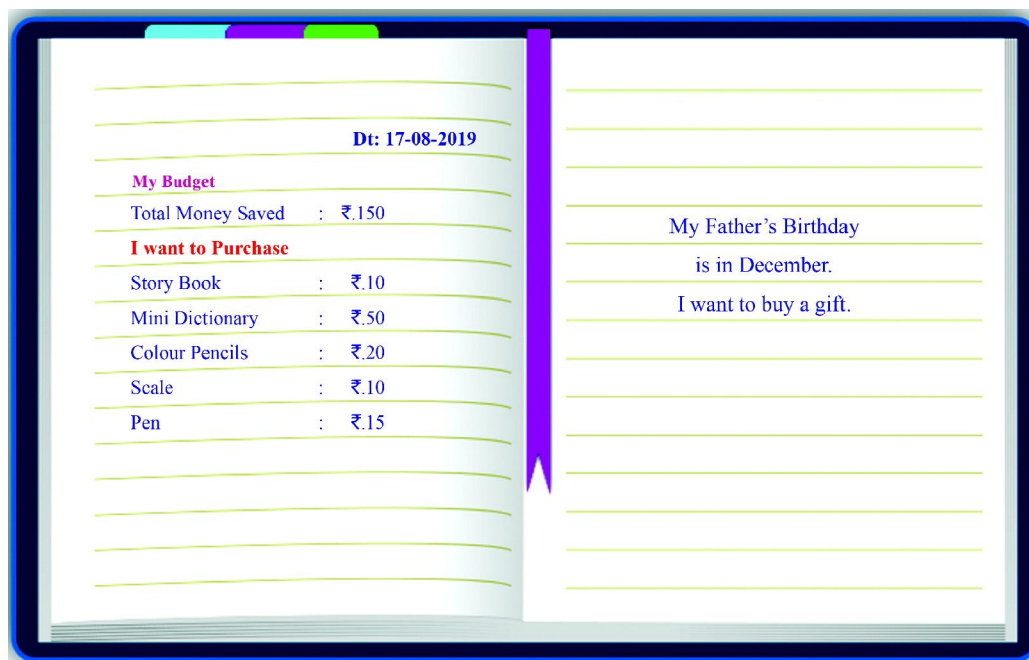 Dt: 17-08-2019
My Budget
Total Money Saved : ₹.150
I want to Purchase
Story Book : ₹.10
Mini Dictionary : ₹.50
Colour Pencils : ₹.20
Scale : ₹.10
Pen : ₹.15
My Father's Birthday
is in December.
I want to buy a gift.